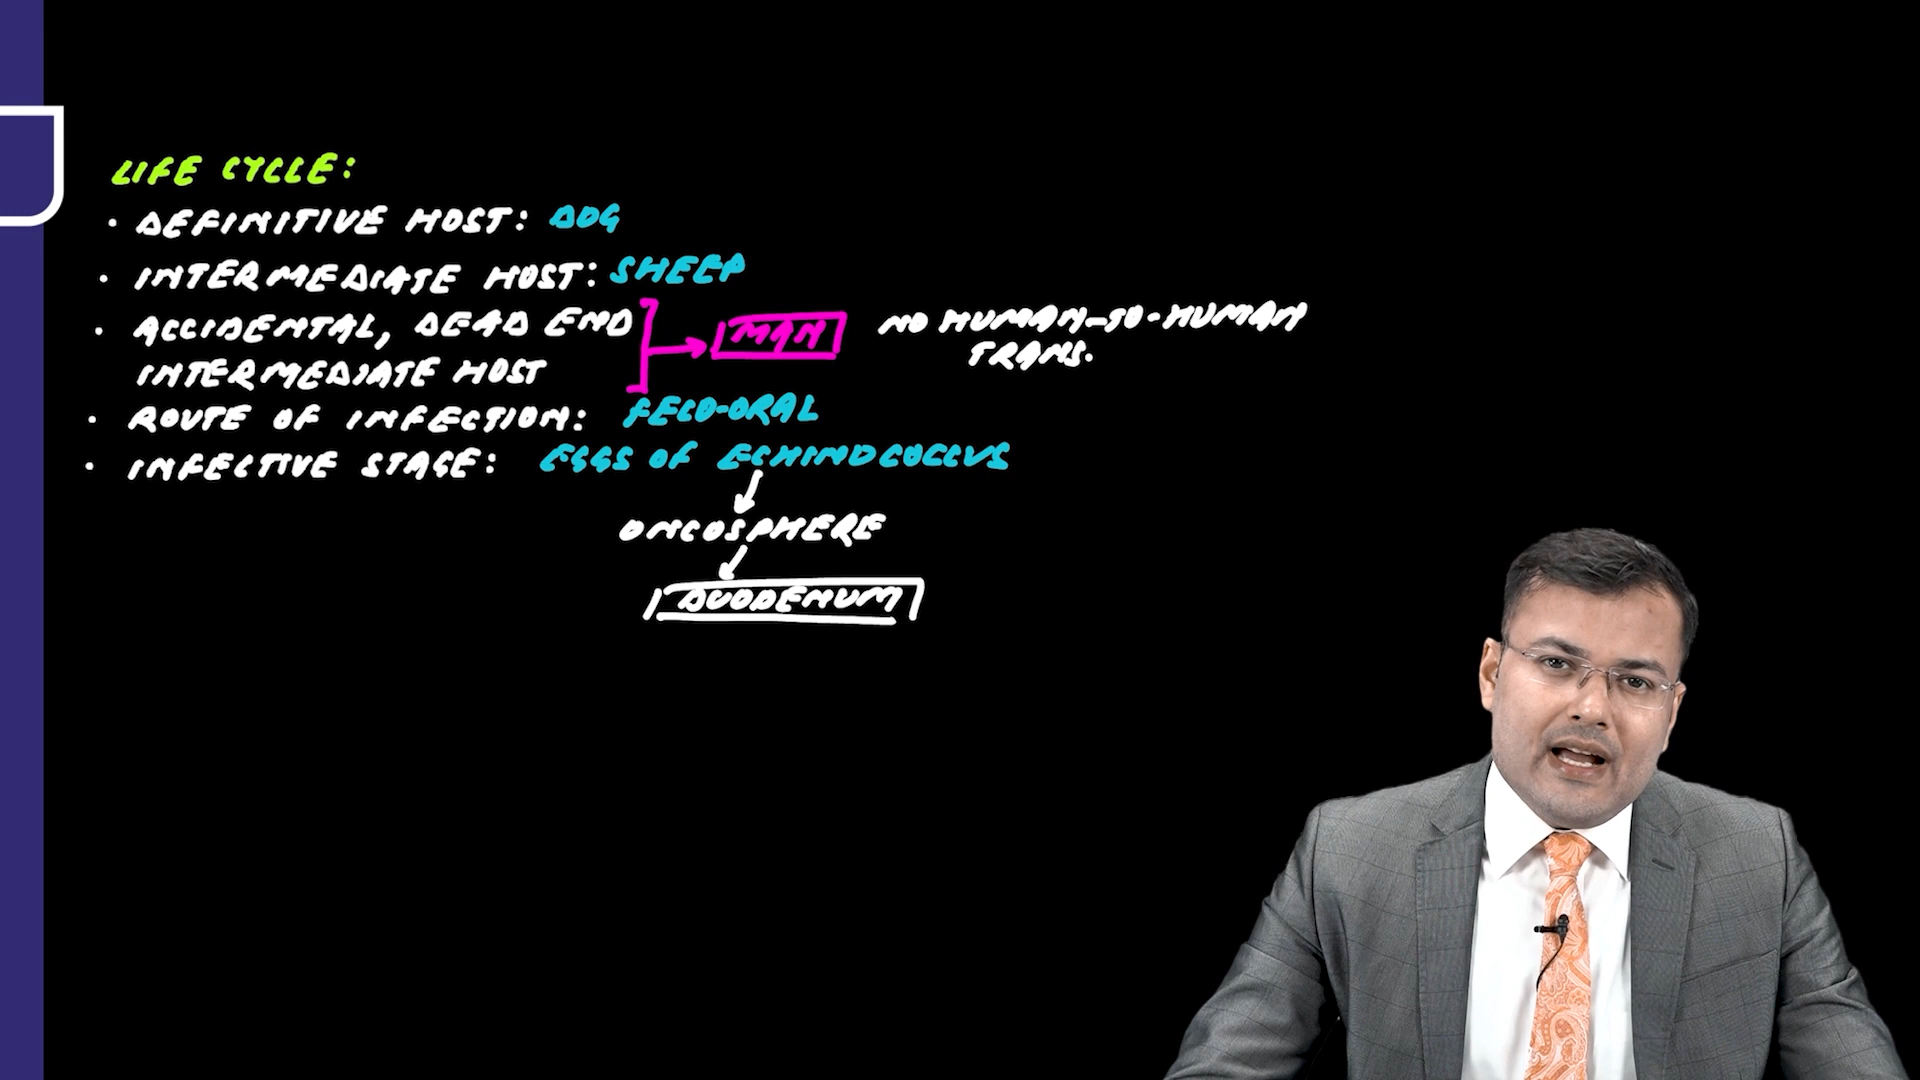 LIFE CYCLE:
• DEFINITIVE HOST: DOG
• INTERMEDIATE HOST: SHEEP
• ACCIDENTAL, DEAD END
INTERMEDIATE HOST
MAN
NO HUMAN-TO-HUMAN
TRANS.
• ROUTE OF INFECTION: FECO-ORAL
• INFECTIVE STAGE: EGGS OF ECHINOCOCCUS
ONCOSPHERE
DUODENUM